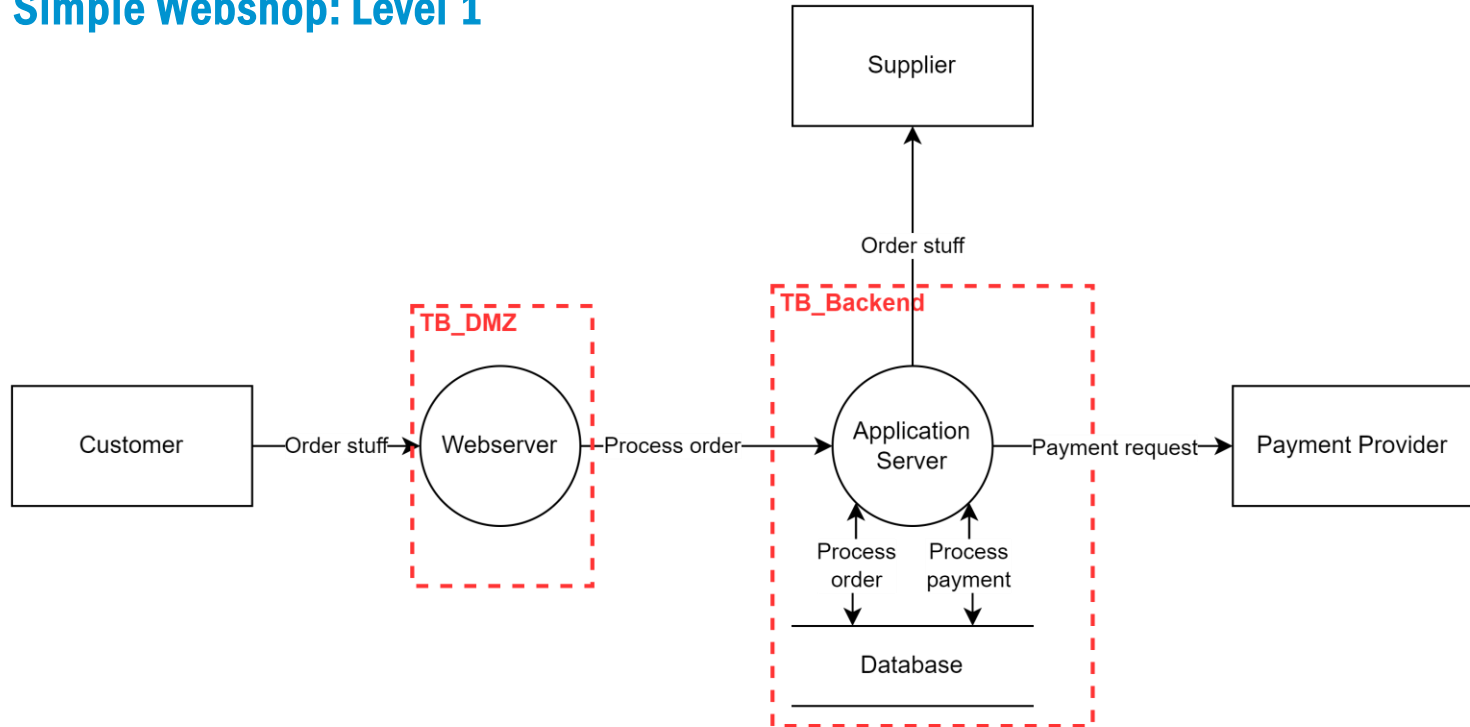 Simple Webshop: Level 1
Supplier
Order stuff
TB_Backend
TB_DMZ
Customer
Order stuff
Webserver
Process order
Application
Server
Payment request
Payment Provider
Process
order
Process
payment
Database